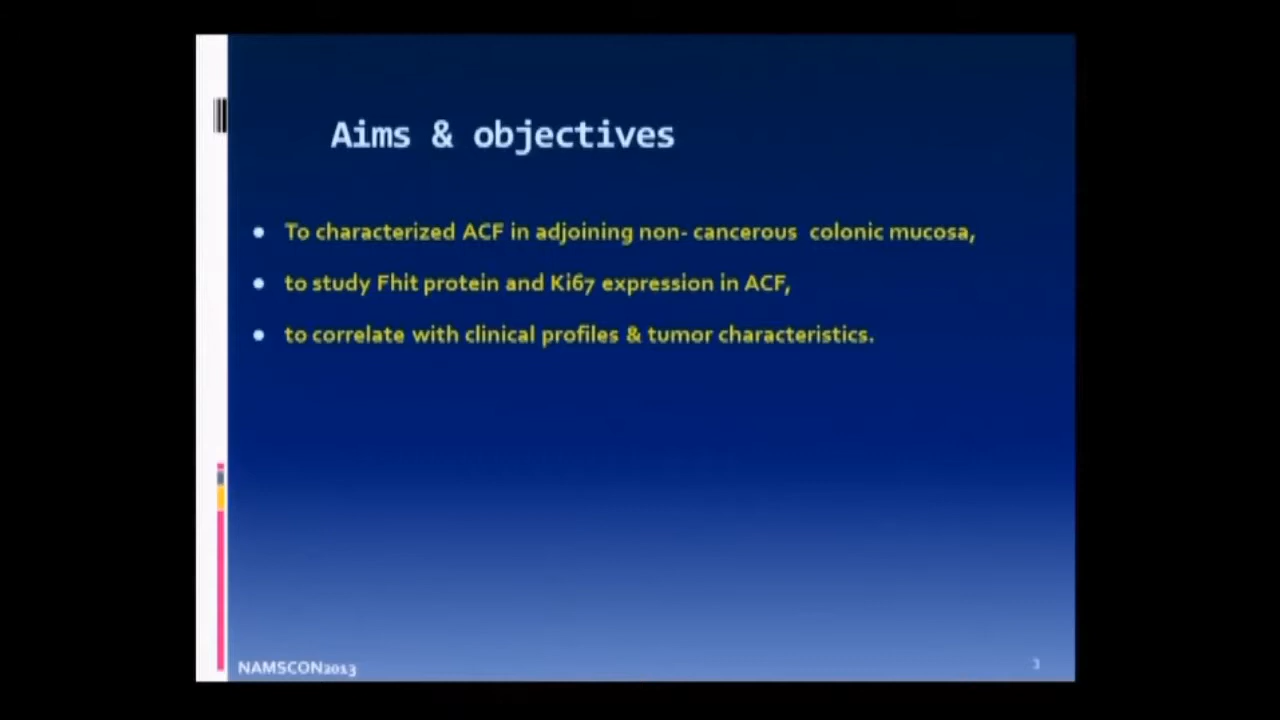 Aims & objectives
To characterized ACF in adjoining non- cancerous colonic mucosa,
to study Fhit protein and Ki67 expression in ACF,
to correlate with clinical profiles & tumor characteristics.
NAMSCON2013
3